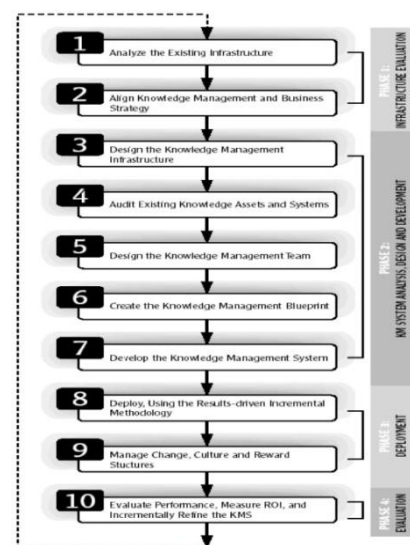 1
Analyze the Existing Infrastructure
2
Align Knowledge Management and Business
Strategy
3
Design the Knowledge Management
Infrastructure
4
Audit Existing Knowledge Assets and Systems
5
Design the Knowledge Management Team
6
Create the Knowledge Management Blueprint
7
Develop the Knowledge Management System
8
Deploy, Using the Results-driven Incremental
Methodology
9
Manage Change, Culture and Reward
Stuctures
10
Evaluate Performance, Measure ROI, and
Incrementally Refine the KMS
PHASE 1:
INFRASTRUCTURE EVALUATION
PHASE 2:
KM SYSTEM ANALYSIS, DESIGN AND DEVELOPMENT
PHASE 3:
DEPLOYMENT
PHASE 4:
EVALUATION